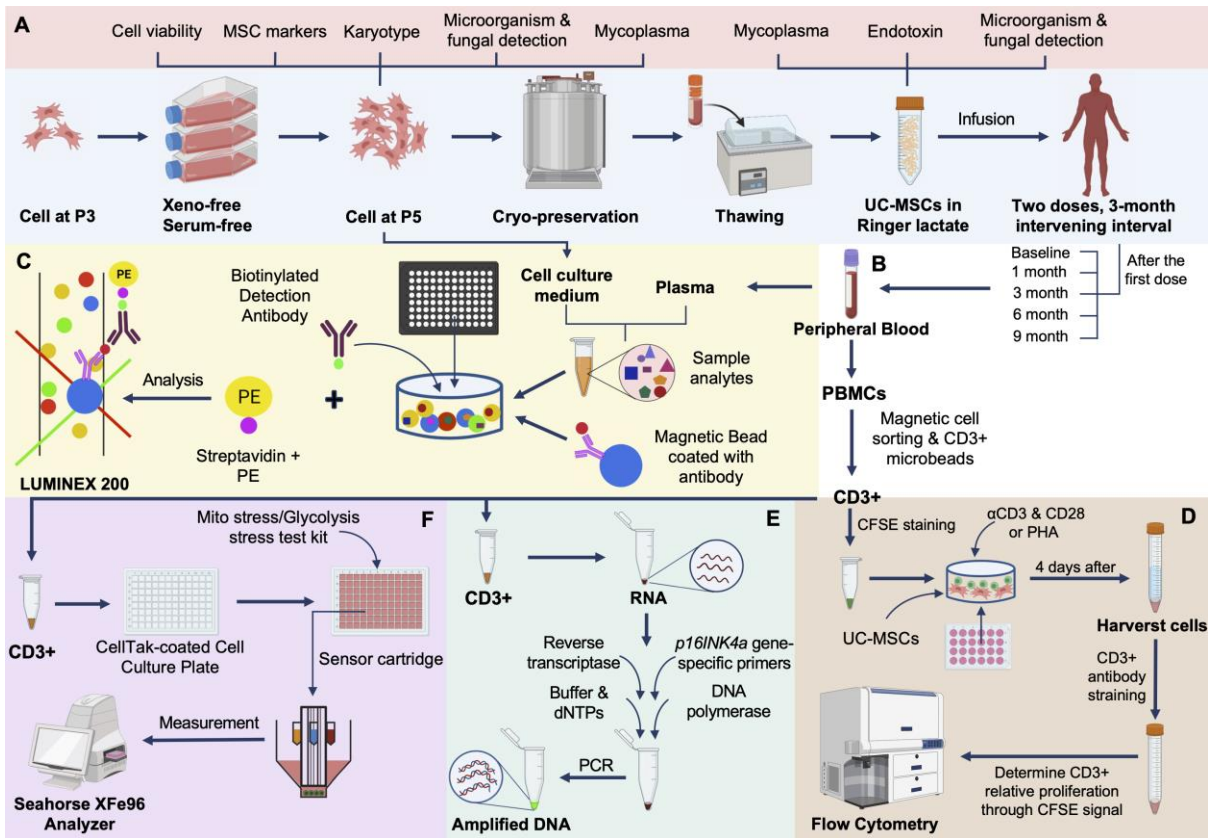 A
Cell viability
MSC markers
Karyotype
Microorganism &
fungal detection
Mycoplasma
Mycoplasma
Endotoxin
Microorganism &
fungal detection
Infusion
Cell at P3
Xeno-free
Serum-free
Cell at P5
Cryo-preservation
Thawing
UC-MSCs in
Ringer lactate
Two doses, 3-month
intervening interval
B
Baseline
1 month
3 month
6 month
9 month
After the
first dose
Peripheral Blood
PBMCs
Magnetic cell
sorting & CD3+
microbeads
CD3+
C
PE
Biotinylated
Detection
Antibody
Cell culture
medium
Plasma
Sample
analytes
Magnetic Bead
coated with
antibody
+
PE
Streptavidin +
PE
Analysis
LUMINEX 200
D
CFSE staining
αCD3 & CD28
or PHA
4 days after
UC-MSCs
Harverst cells
CD3+
antibody
straining
Determine CD3+
relative proliferation
through CFSE signal
Flow Cytometry
E
CD3+
RNA
Reverse
transcriptase
p16INK4a gene-
specific primers
Buffer &
dNTPs
DNA
polymerase
PCR
Amplified DNA
F
Mito stress/Glycolysis
stress test kit
CD3+
CellTak-coated Cell
Culture Plate
Sensor cartridge
Measurement
Seahorse XFe96
Analyzer